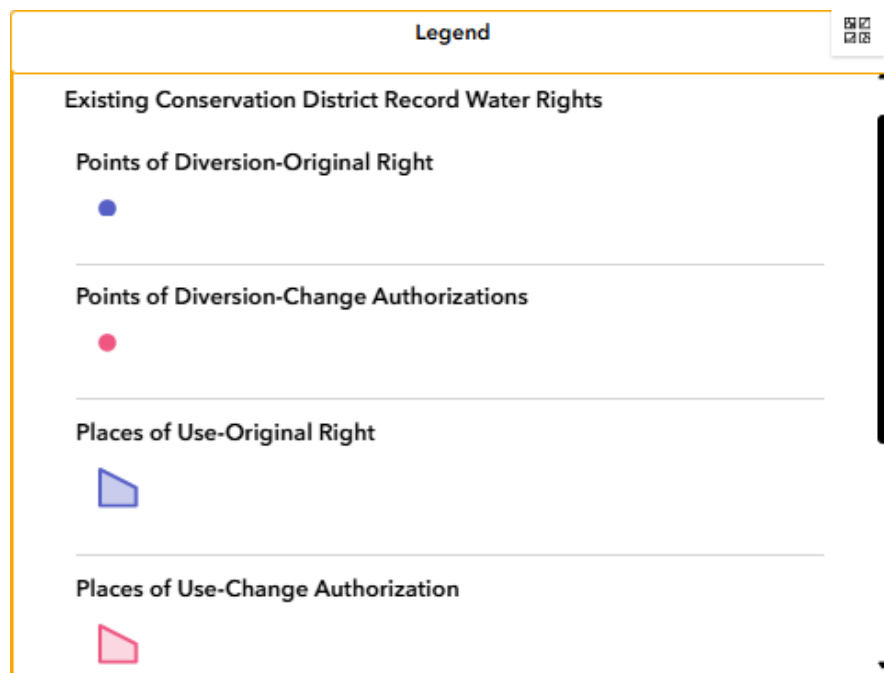 Legend
Existing Conservation District Record Water Rights
Points of Diversion-Original Right
Points of Diversion-Change Authorizations
Places of Use-Original Right
Places of Use-Change Authorization